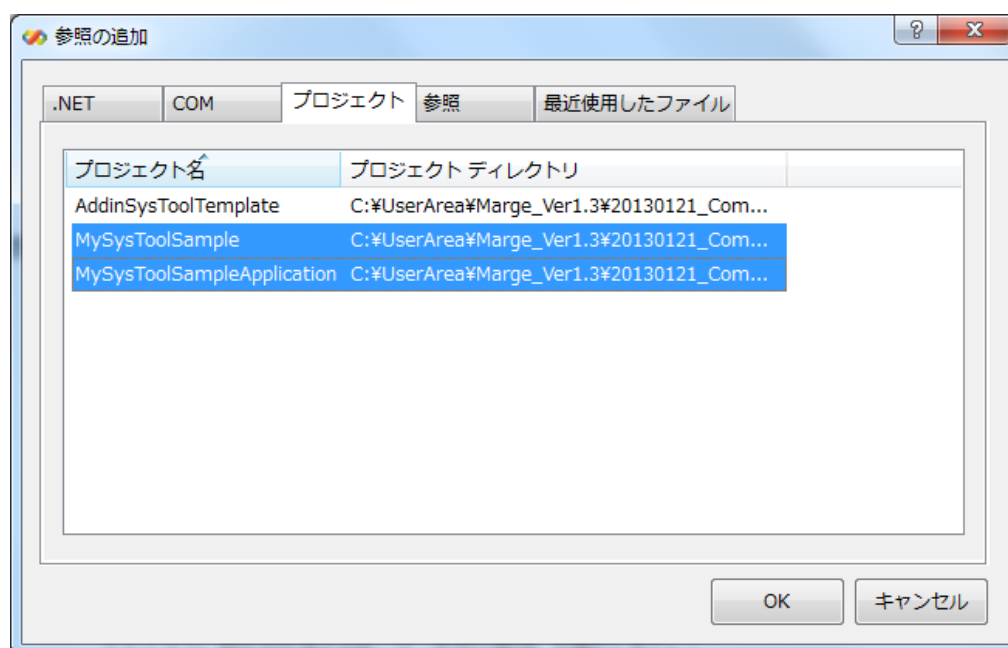 参照の追加
.NET COM プロジェクト 参照 最近使用したファイル
プロジェクト名 プロジェクト ディレクトリ
AddinSysToolTemplate C:¥UserArea¥Marge_Ver1.3¥20130121_Com...
MySysToolSample C:¥UserArea¥Marge_Ver1.3¥20130121_Com...
MySysToolSampleApplication C:¥UserArea¥Marge_Ver1.3¥20130121_Com...
OK キャンセル